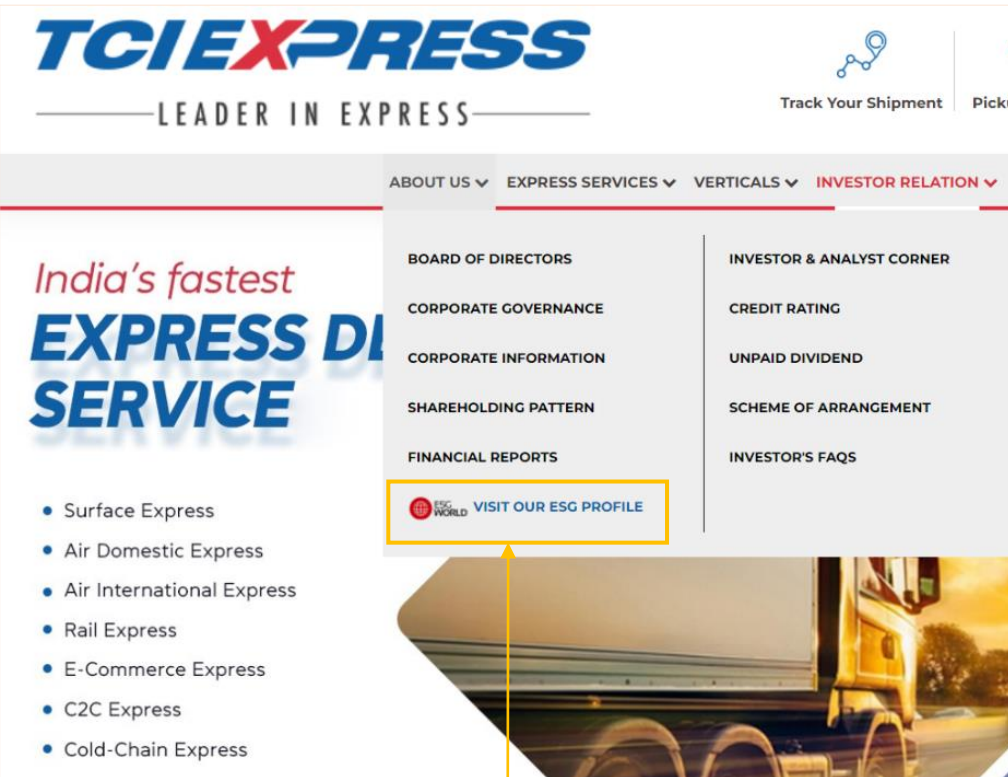 TCIEXPRESS
LEADER IN EXPRESS
Track Your Shipment
ABOUT US
EXPRESS SERVICES
VERTICALS
INVESTOR RELATION
BOARD OF DIRECTORS
CORPORATE GOVERNANCE
CORPORATE INFORMATION
SHAREHOLDING PATTERN
FINANCIAL REPORTS
ESG
WORLD
VISIT OUR ESG PROFILE
INVESTOR & ANALYST CORNER
CREDIT RATING
UNPAID DIVIDEND
SCHEME OF ARRANGEMENT
INVESTOR'S FAQS
India's fastest
EXPRESS
SERVICE
Surface Express
Air Domestic Express
Air International Express
Rail Express
E-Commerce Express
C2C Express
Cold-Chain Express